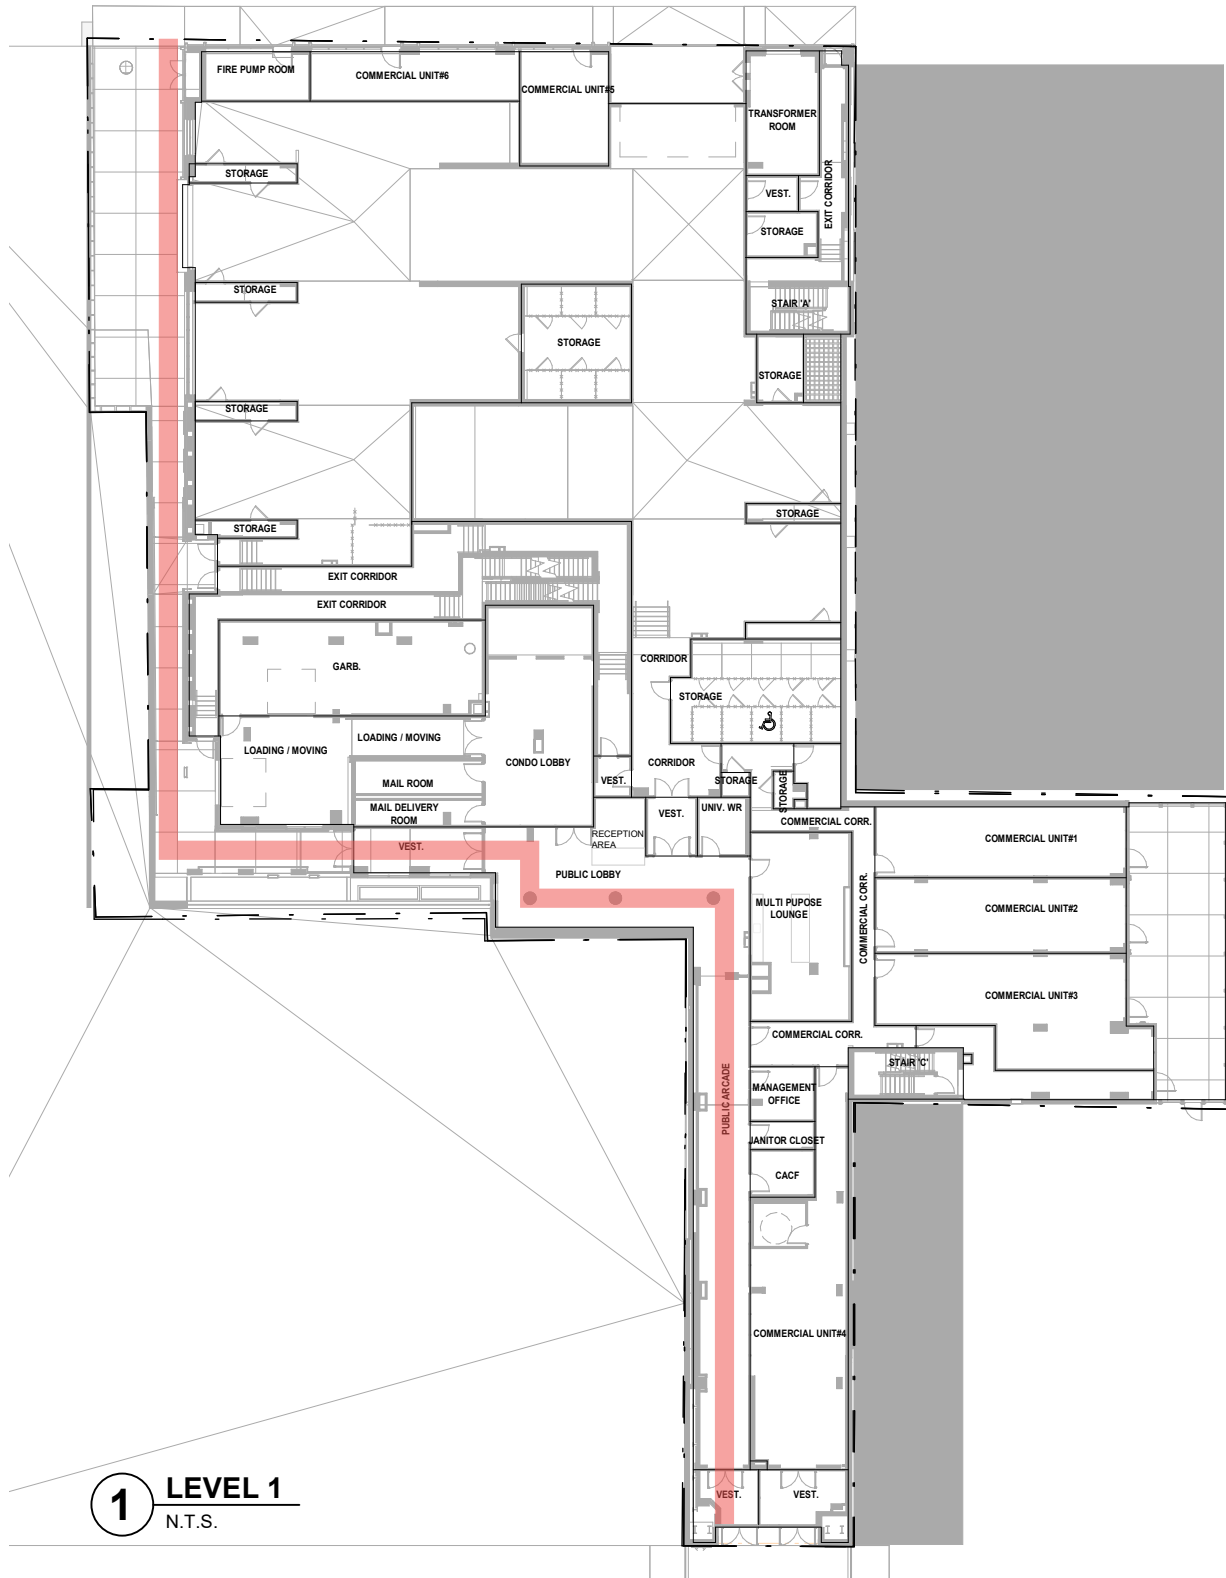 FIRE PUMP ROOM
COMMERCIAL UNIT#6
COMMERCIAL UNIT#5
TRANSFORMER
ROOM
EXIT CORRIDOR
STORAGE
VEST.
STORAGE
STORAGE
STAIR 'A'
STORAGE
STORAGE
STORAGE
STORAGE
STORAGE
EXIT CORRIDOR
EXIT CORRIDOR
GARB.
CORRIDOR
STORAGE
LOADING / MOVING
LOADING / MOVING
CONDO LOBBY
CORRIDOR
MAIL ROOM
VEST.
STORAGE
STORAGE
MAIL DELIVERY
ROOM
VEST.
UNIV. WR
COMMERCIAL CORR.
RECEPTION
AREA
VEST.
PUBLIC LOBBY
COMMERCIAL UNIT#1
MULTI PUPOSE
LOUNGE
COMMERCIAL CORR.
COMMERCIAL UNIT#2
COMMERCIAL UNIT#3
COMMERCIAL CORR.
STAIR 'C'
PUBLIC ARCADE
MANAGEMENT
OFFICE
JANITOR CLOSET
CACF
COMMERCIAL UNIT#4
VEST.
VEST.
1
LEVEL 1
N.T.S.